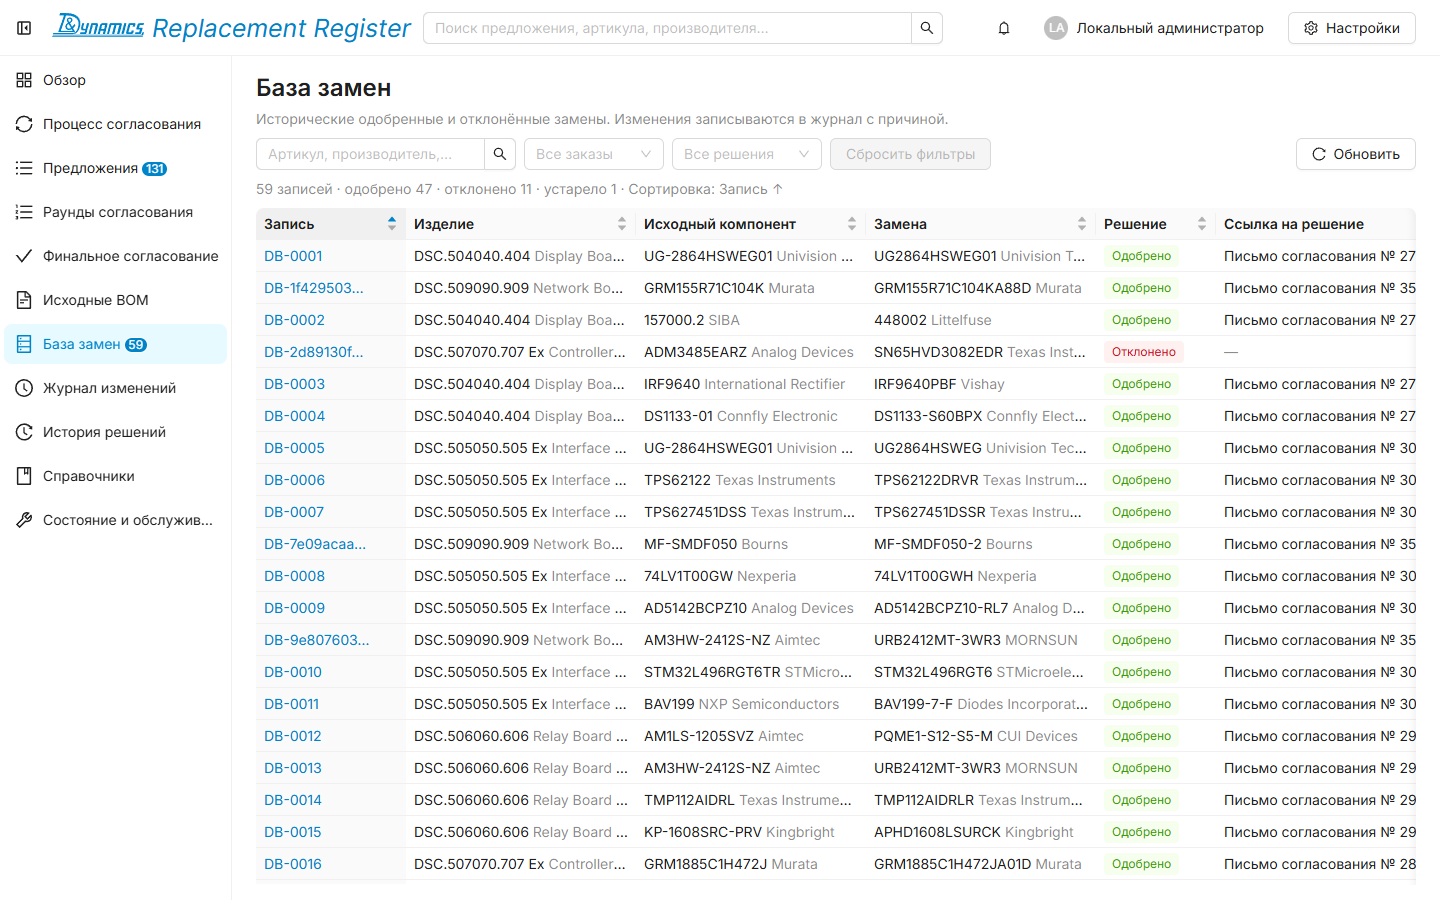 D&Dynamics Replacement Register
Поиск предложения, артикула, производителя...
LA Локальный администратор
Настройки
Обзор
Процесс согласования
Предложения 131
Раунды согласования
Финальное согласование
Исходные BOM
База замен 59
Журнал изменений
История решений
Справочники
Состояние и обслужив...
База замен
Исторические одобренные и отклонённые замены. Изменения записываются в журнал с причиной.
Артикул, производитель,... Все заказы Все решения Сбросить фильтры Обновить
59 записей · одобрено 47 · отклонено 11 · устарело 1 · Сортировка: Запись ↑
Запись Изделие Исходный компонент Замена Решение Ссылка на решение
DB-0001 DSC.504040.404 Display Boa... UG-2864HSWEG01 Univision ... UG2864HSWEG01 Univision T... Одобрено Письмо согласования № 27
DB-1f429503... DSC.509090.909 Network Bo... GRM155R71C104K Murata GRM155R71C104KA88D Murata Одобрено Письмо согласования № 35
DB-0002 DSC.504040.404 Display Boa... 157000.2 SIBA 448002 Littelfuse Одобрено Письмо согласования № 27
DB-2d89130f... DSC.507070.707 Ex Controller... ADM3485EARZ Analog Devices SN65HVD3082EDR Texas Inst... Отклонено —
DB-0003 DSC.504040.404 Display Boa... IRF9640 International Rectifier IRF9640PBF Vishay Одобрено Письмо согласования № 27
DB-0004 DSC.504040.404 Display Boa... DS1133-01 Connfly Electronic DS1133-S60BPX Connfly Elect... Одобрено Письмо согласования № 27
DB-0005 DSC.505050.505 Ex Interface ... UG-2864HSWEG01 Univision ... UG2864HSWEG Univision Tec... Одобрено Письмо согласования № 30
DB-0006 DSC.505050.505 Ex Interface ... TPS62122 Texas Instruments TPS62122DRVR Texas Instrum... Одобрено Письмо согласования № 30
DB-0007 DSC.505050.505 Ex Interface ... TPS627451DSS Texas Instrum... TPS627451DSSR Texas Instru... Одобрено Письмо согласования № 30
DB-7e09acaa... DSC.509090.909 Network Bo... MF-SMDF050 Bourns MF-SMDF050-2 Bourns Одобрено Письмо согласования № 35
DB-0008 DSC.505050.505 Ex Interface ... 74LV1T00GW Nexperia 74LV1T00GWH Nexperia Одобрено Письмо согласования № 30
DB-0009 DSC.505050.505 Ex Interface ... AD5142BCPZ10 Analog Devices AD5142BCPZ10-RL7 Analog D... Одобрено Письмо согласования № 30
DB-9e807603... DSC.509090.909 Network Bo... AM3HW-2412S-NZ Aimtec URB2412MT-3WR3 MORNSUN Одобрено Письмо согласования № 35
DB-0010 DSC.505050.505 Ex Interface ... STM32L496RGT6TR STMicro... STM32L496RGT6 STMicroele... Одобрено Письмо согласования № 30
DB-0011 DSC.505050.505 Ex Interface ... BAV199 NXP Semiconductors BAV199-7-F Diodes Incorporat... Одобрено Письмо согласования № 30
DB-0012 DSC.506060.606 Relay Board ... AM1LS-1205SVZ Aimtec PQME1-S12-S5-M CUI Devices Одобрено Письмо согласования № 29
DB-0013 DSC.506060.606 Relay Board ... AM3HW-2412S-NZ Aimtec URB2412MT-3WR3 MORNSUN Одобрено Письмо согласования № 29
DB-0014 DSC.506060.606 Relay Board ... TMP112AIDRL Texas Instrume... TMP112AIDRLR Texas Instrum... Одобрено Письмо согласования № 29
DB-0015 DSC.506060.606 Relay Board ... KP-1608SRC-PRV Kingbright APHD1608LSURCK Kingbright Одобрено Письмо согласования № 29
DB-0016 DSC.507070.707 Ex Controller... GRM1885C1H472J Murata GRM1885C1H472JA01D Murata Одобрено Письмо согласования № 28